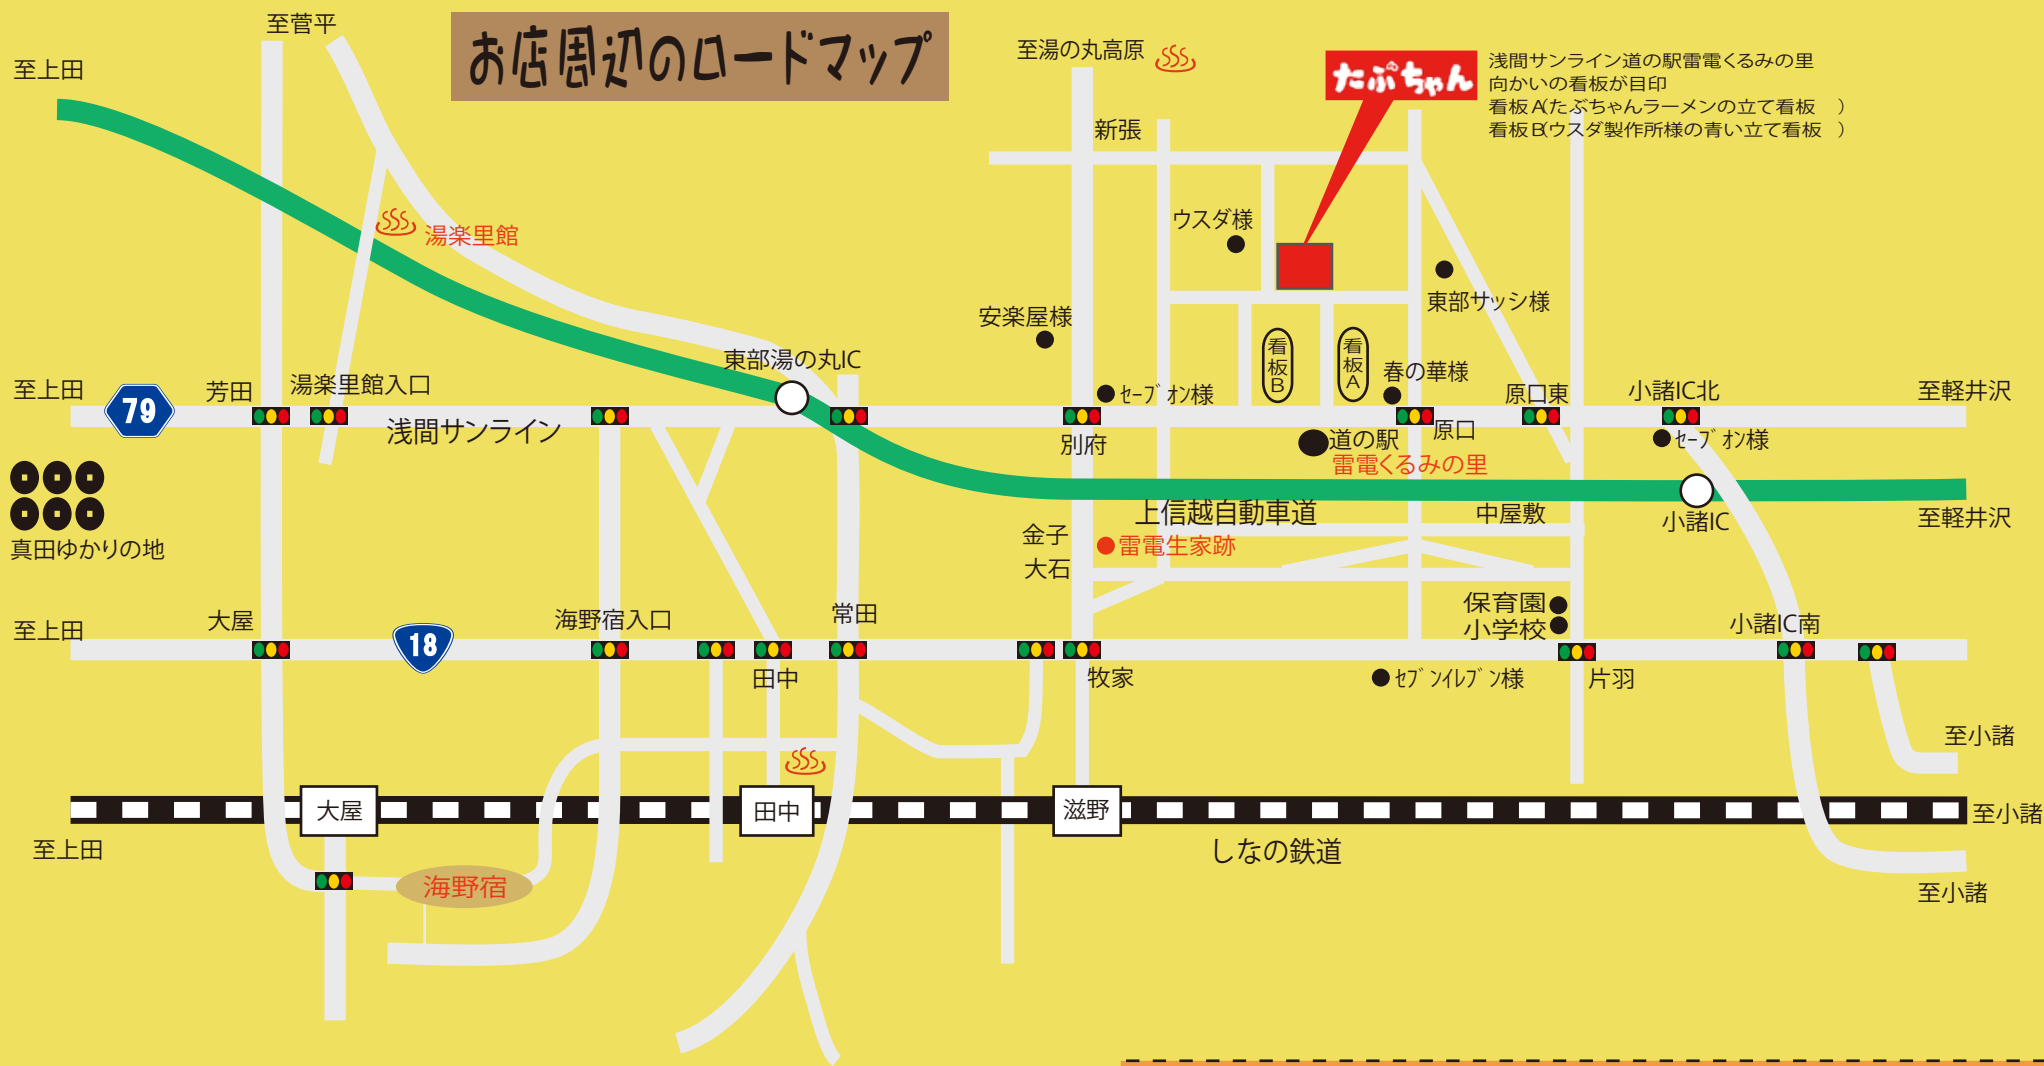 至菅平
お店周辺のロードマップ
至上田
至湯の丸高原
たぷちゃん
浅間サンライン道の駅雷電くるみの里
向かいの看板が目印
看板A(たぷちゃんラーメンの立て看板　)
看板B(ウスダ製作所様の青い立て看板　)
新張
湯楽里館
ウスダ様
東部サッシ様
安楽屋様
東部湯の丸IC
看板B
看板A
春の華様
至上田
79
芳田
湯楽里館入口
浅間サンライン
ｾｰﾌﾞｵﾝ様
原口東
小諸IC北
至軽井沢
別府
道の駅
雷電くるみの里
原口
ｾｰﾌﾞｵﾝ様
真田ゆかりの地
上信越自動車道
中屋敷
小諸IC
至軽井沢
金子
雷電生家跡
大石
至上田
大屋
18
海野宿入口
常田
保育園
小学校
小諸IC南
田中
牧家
ｾﾌﾞﾝｲﾚﾌﾞﾝ様
片羽
至小諸
大屋
田中
滋野
至小諸
至上田
しなの鉄道
海野宿
至小諸